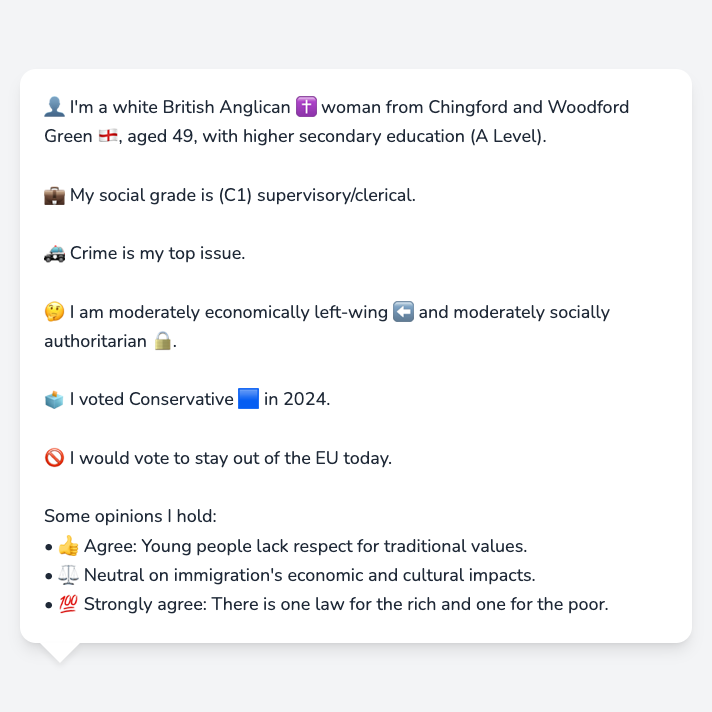 👤 I'm a white British Anglican ✝️ woman from Chingford and Woodford
Green 🏴󠁧󠁢󠁥󠁮󠁧󠁿, aged 49, with higher secondary education (A Level).
💼 My social grade is (C1) supervisory/clerical.
🚓 Crime is my top issue.
🤔 I am moderately economically left-wing ⬅️ and moderately socially
authoritarian 🔒.
🗳️ I voted Conservative 🟦 in 2024.
🚫 I would vote to stay out of the EU today.
Some opinions I hold:
• 👍 Agree: Young people lack respect for traditional values.
• ⚖️ Neutral on immigration's economic and cultural impacts.
• 💯 Strongly agree: There is one law for the rich and one for the poor.